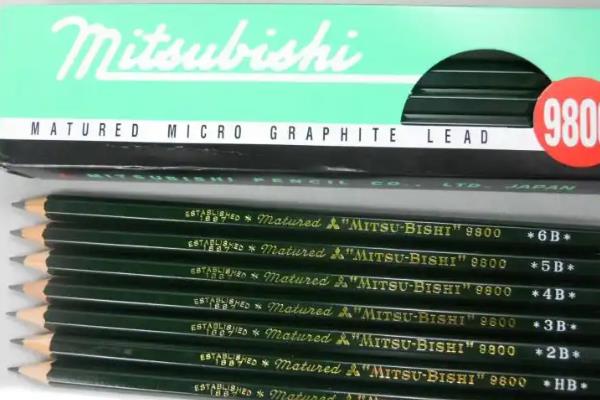 Mitsubishi
9800
MATURED MICRO GRAPHITE LEAD
MITSUBISHI PENCIL CO., LTD. JAPAN
ESTABLISHED 1887 * Matured "MITSU-BISHI" 9800 *6B*
ESTABLISHED 1887 * Matured "MITSU-BISHI" 9800 *5B*
ESTABLISHED 1887 * Matured "MITSU-BISHI" 9800 *4B*
ESTABLISHED 1887 * Matured "MITSU-BISHI" 9800 *3B*
ESTABLISHED 1887 * Matured "MITSU-BISHI" 9800 *2B*
ESTABLISHED 1887 * Matured "MITSU-BISHI" 9800 *HB*